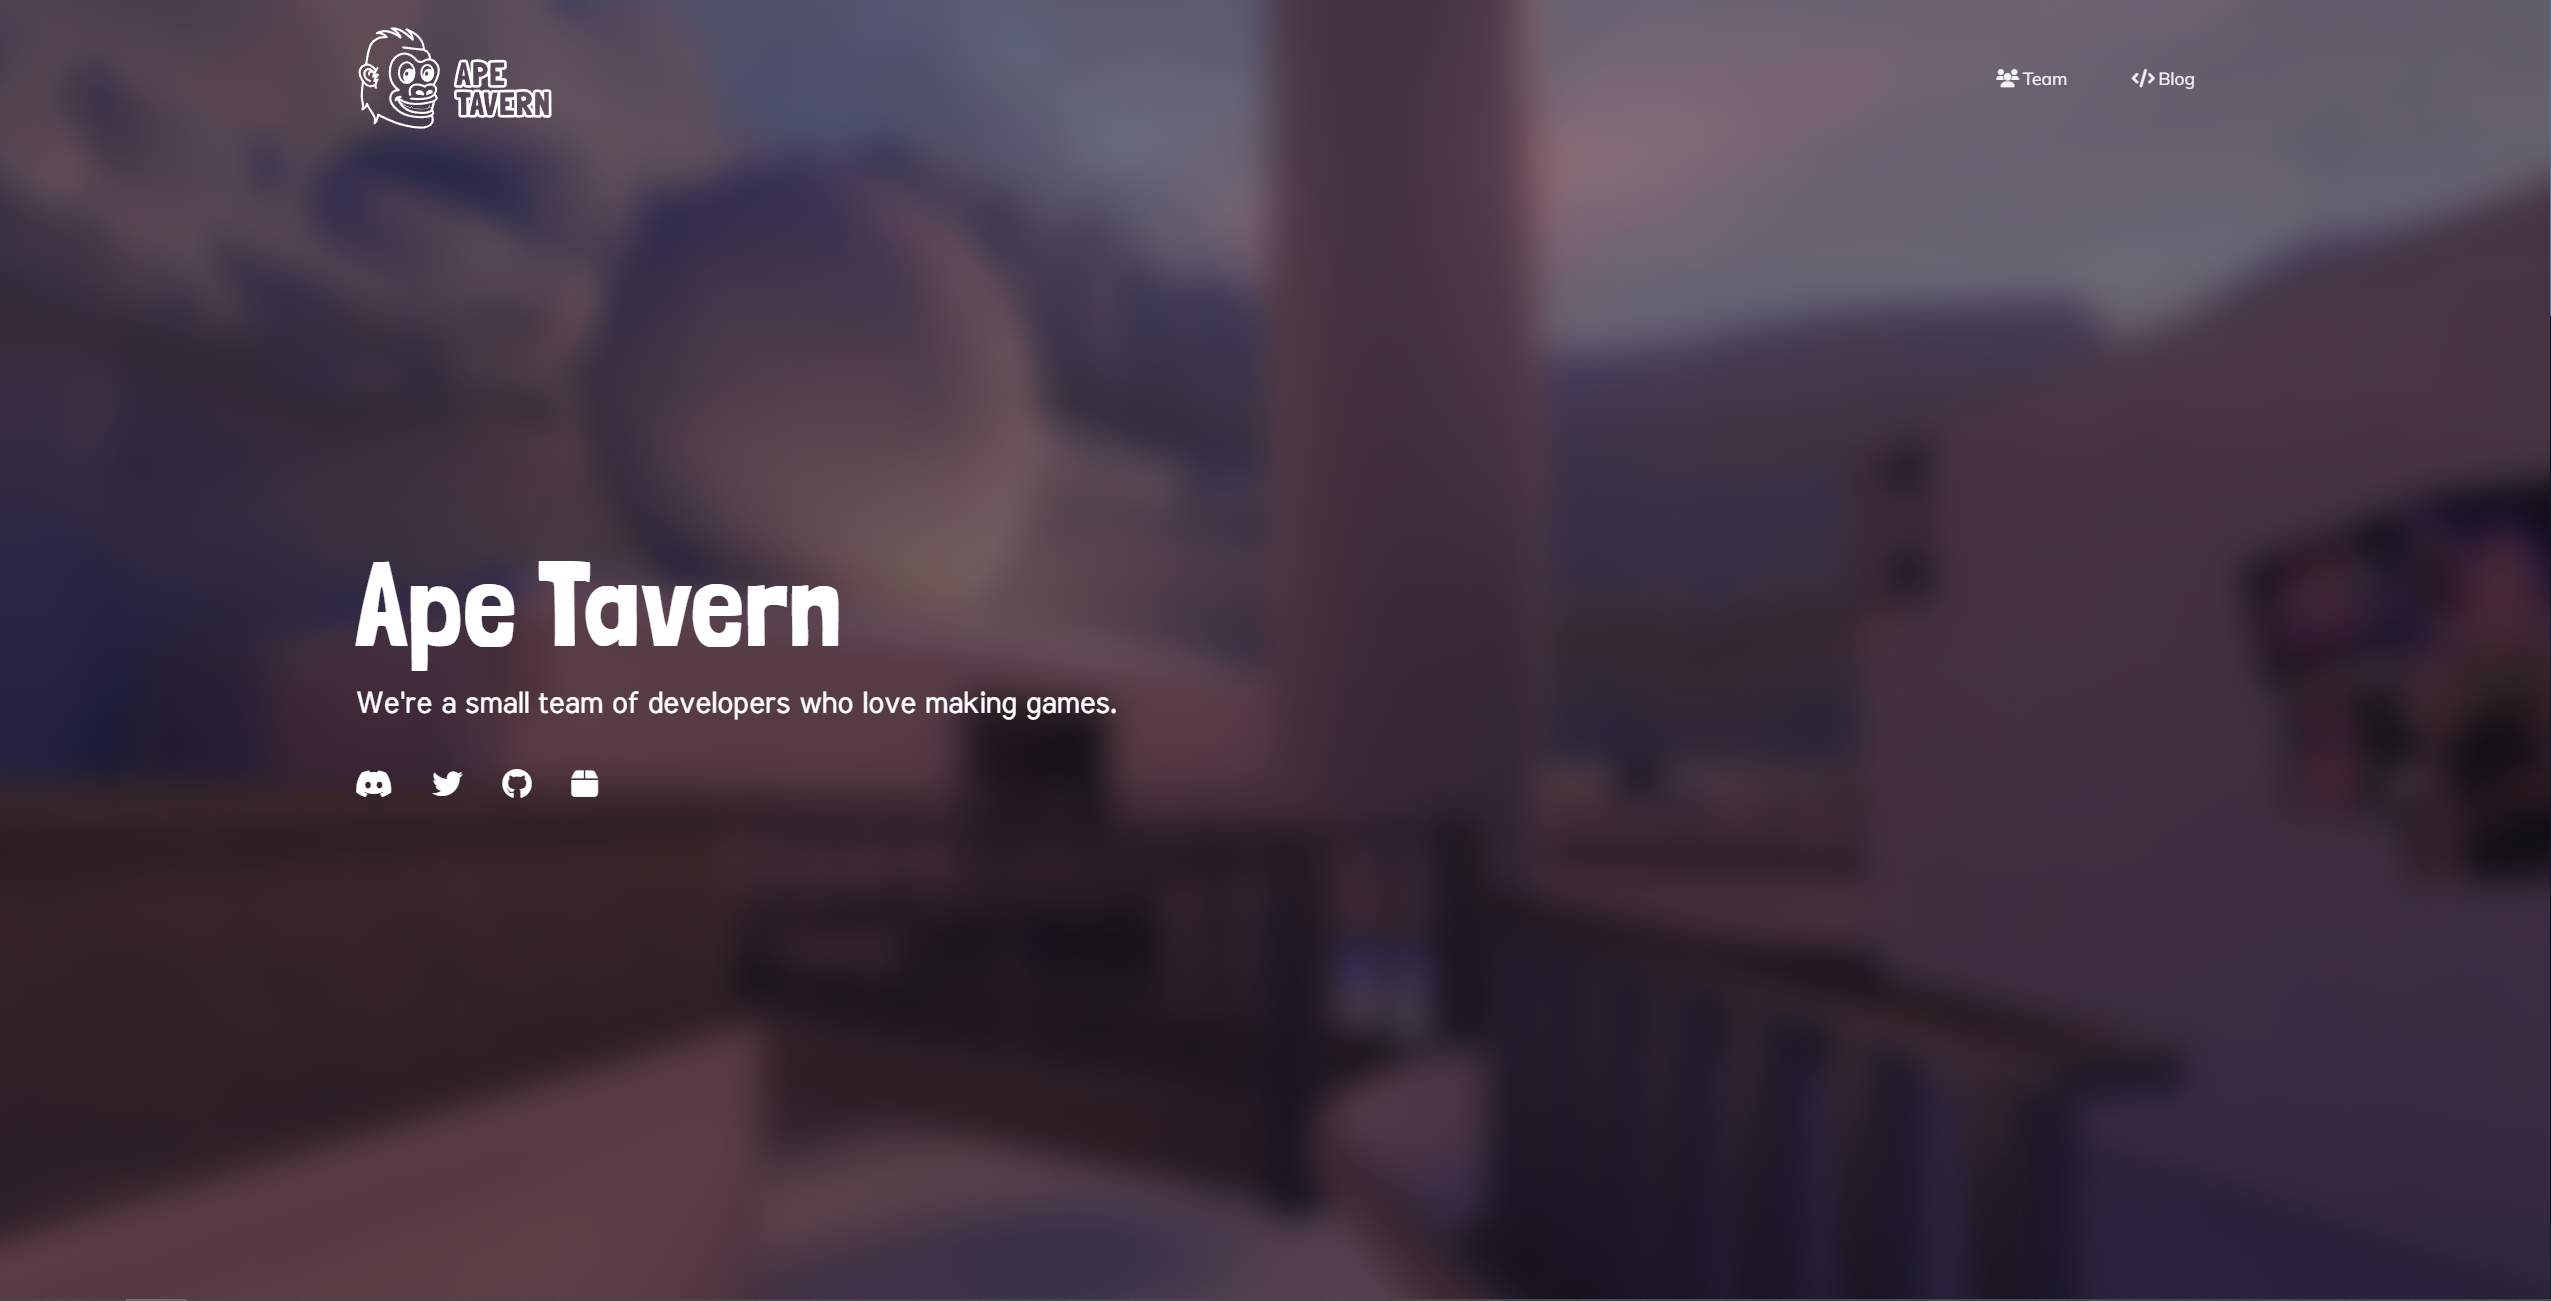 APE
TAVERN
Team
Blog
Ape Tavern
We're a small team of developers who love making games.